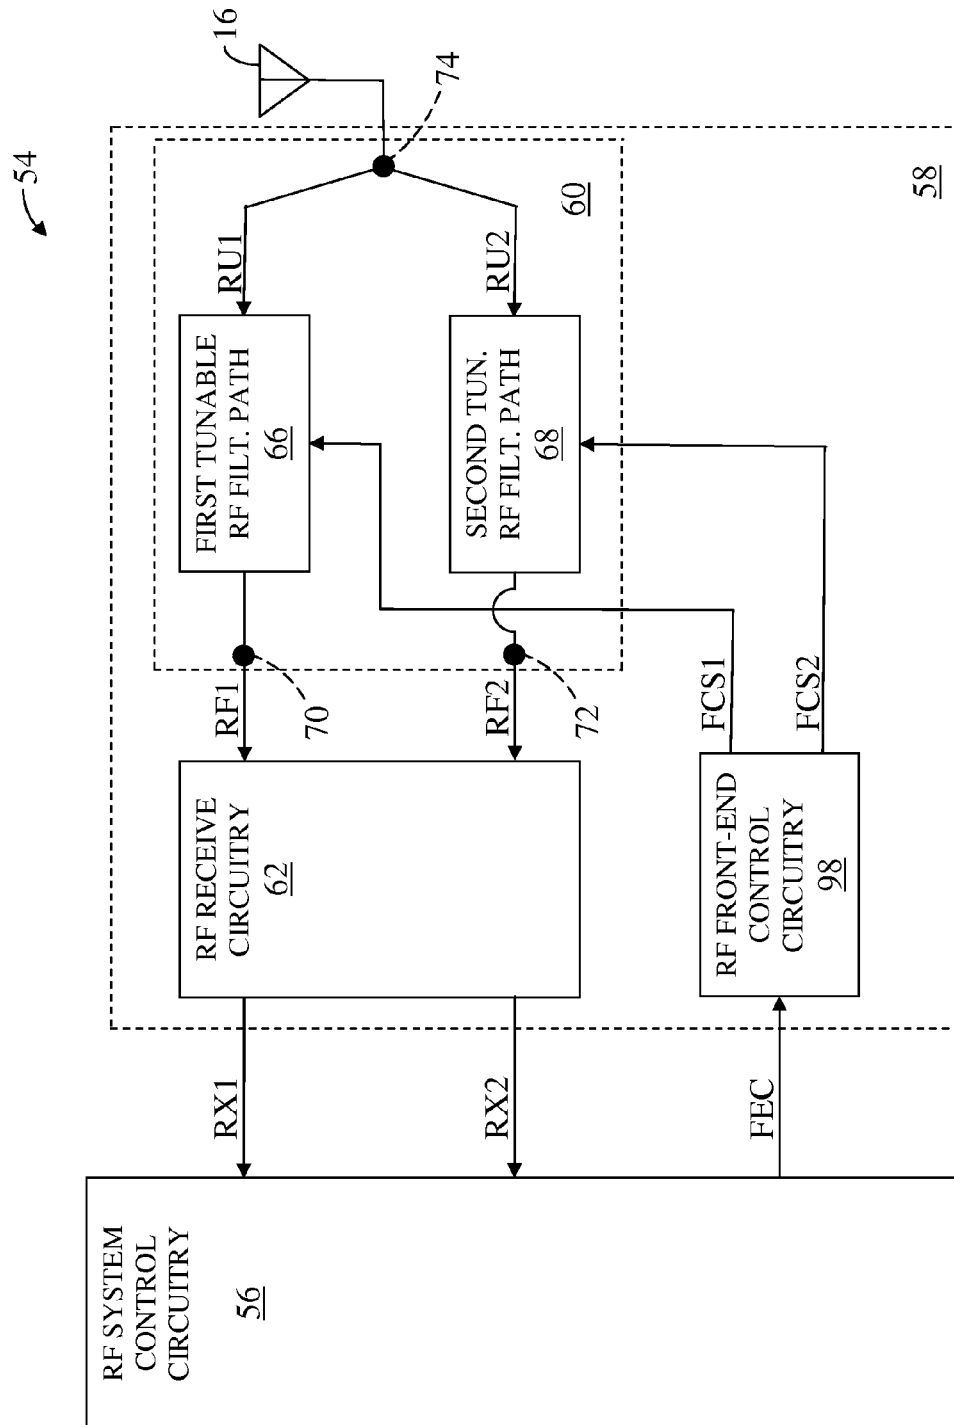 54
RF SYSTEM
CONTROL
CIRCUITRY
56
RX1
RX2
FEC
RF RECEIVE
CIRCUITRY
62
RF FRONT-END
CONTROL
CIRCUITRY
98
RF1
70
RF2
72
FCS1
FCS2
FIRST TUNABLE
RF FILT. PATH
66
SECOND TUN.
RF FILT. PATH
68
RU1
RU2
60
58
74
16